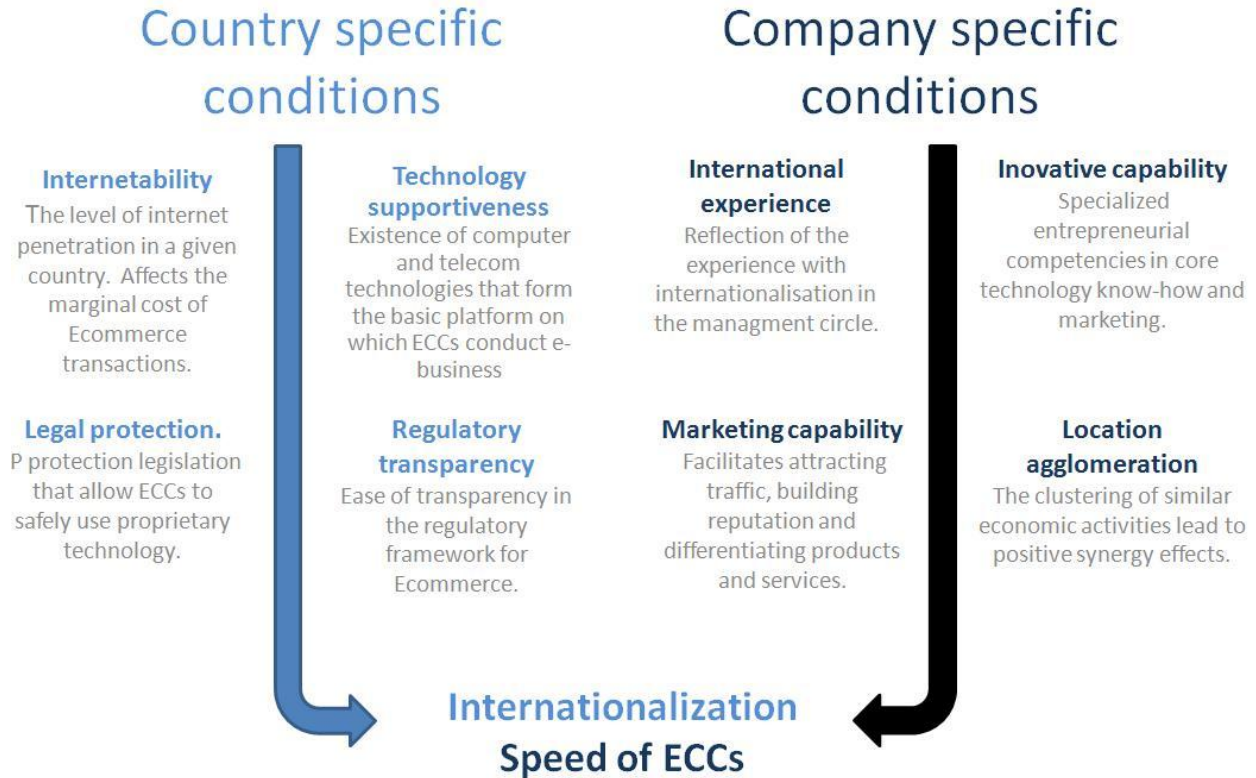 Country specific
conditions
Company specific
conditions
Internetability
The level of internet
penetration in a given
country. Affects the
marginal cost of
Ecommerce
transactions.
Technology
supportiveness
Existence of computer
and telecom
technologies that form
the basic platform on
which ECCs conduct e-
business
International
experience
Reflection of the
experience with
internationalisation in
the managment circle.
Inovative capability
Specialized
entrepreneurial
competencies in core
technology know-how and
marketing.
Legal protection.
P protection legislation
that allow ECCs to
safely use proprietary
technology.
Regulatory
transparency
Ease of transparency in
the regulatory
framework for
Ecommerce.
Marketing capability
Facilitates attracting
traffic, building
reputation and
differentiating products
and services.
Location
agglomeration
The clustering of similar
economic activities lead to
positive synergy effects.
Internationalization
Speed of ECCs